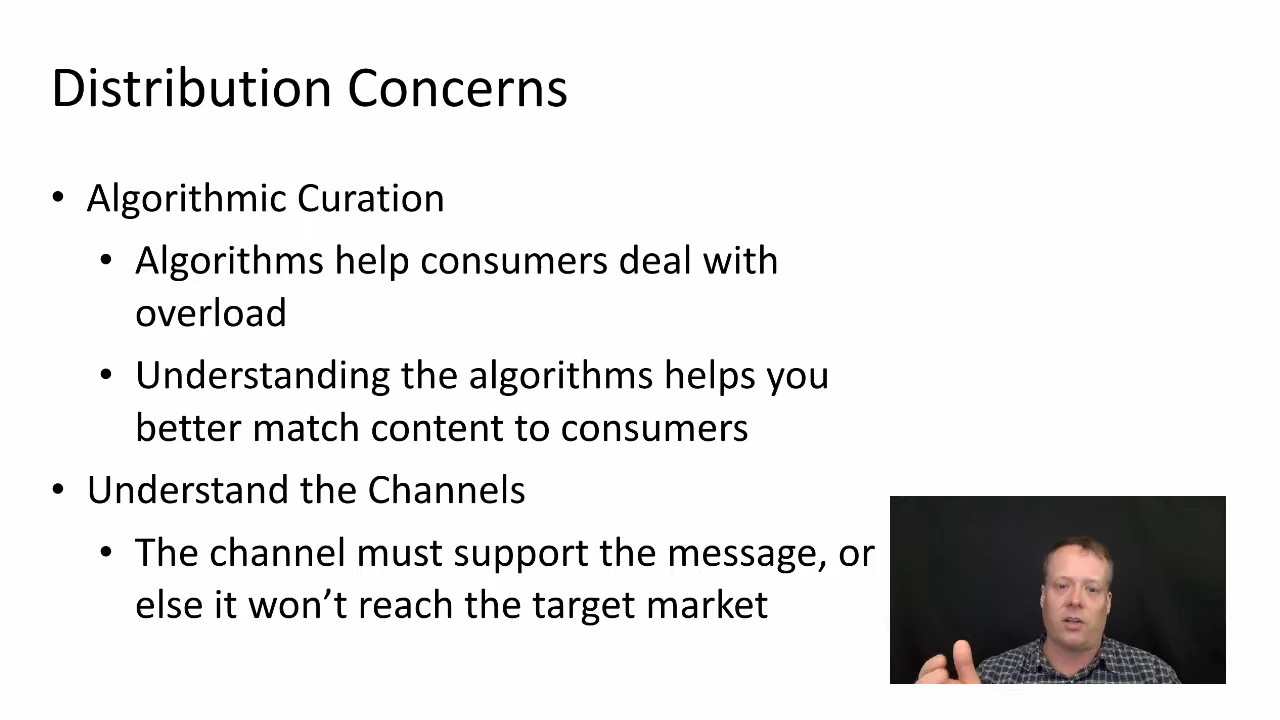 Distribution Concerns
• Algorithmic Curation
• Algorithms help consumers deal with
overload
• Understanding the algorithms helps you
better match content to consumers
• Understand the Channels
• The channel must support the message, or
else it won’t reach the target market